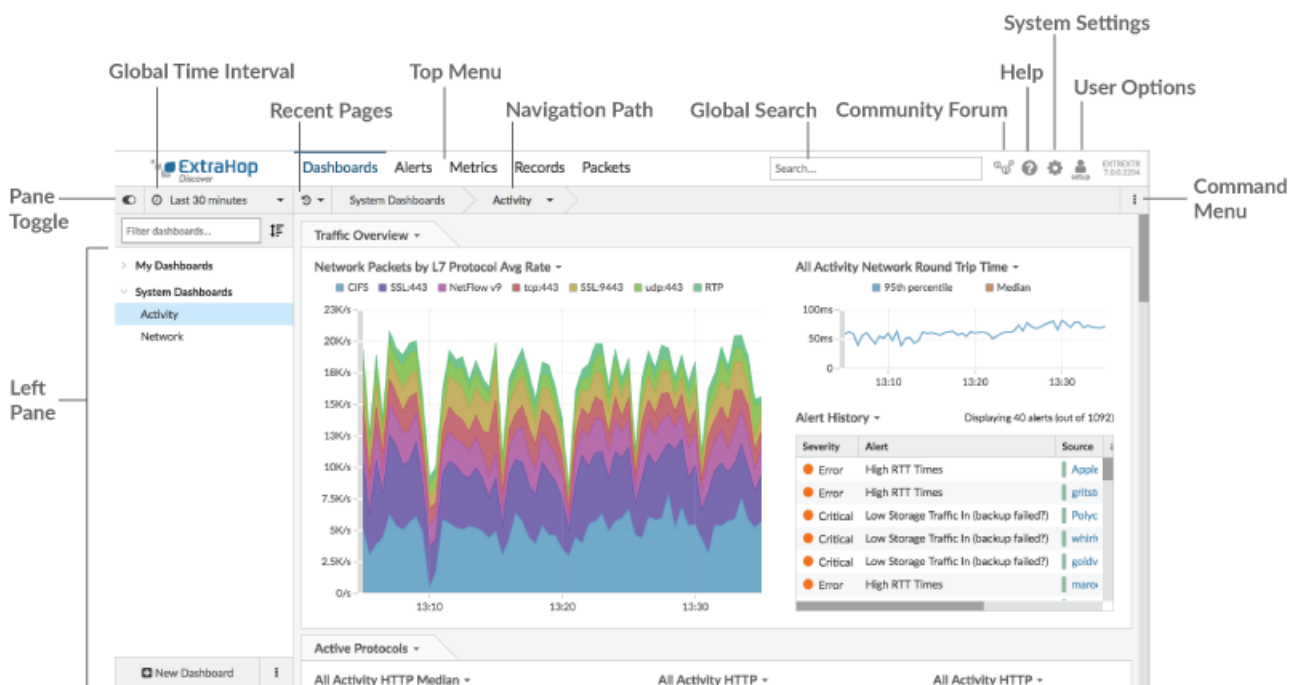 System Settings
Global Time Interval
Top Menu
Help
User Options
Recent Pages
Navigation Path
Global Search
Community Forum
ExtraHop
Discover
Dashboards Alerts Metrics Records Packets
Search...
setup
EXTREXTR
7.0.0.2204
Pane
Toggle
Last 30 minutes
System Dashboards
Activity
Command
Menu
Filter dashboards...
Traffic Overview
My Dashboards
System Dashboards
Activity
Network
Left
Pane
Network Packets by L7 Protocol Avg Rate
CIFS SSL:443 NetFlow v9 tcp:443 SSL:9443 udp:443 RTP
23K/s
20K/s
18K/s
15K/s
13K/s
10K/s
7.5K/s
5K/s
2.5K/s
0/s
13:10 13:20 13:30
All Activity Network Round Trip Time
95th percentile Median
100ms
50ms
0
13:10 13:20 13:30
Alert History
Displaying 40 alerts (out of 1092)
Severity Alert Source
Error High RTT Times Apple
Error High RTT Times
Critical Low Storage Traffic In (backup failed?) Polyc
Critical Low Storage Traffic In (backup failed?)
Critical Low Storage Traffic In (backup failed?) goldv
Error High RTT Times
Active Protocols
New Dashboard
All Activity HTTP Median
All Activity HTTP
All Activity HTTP